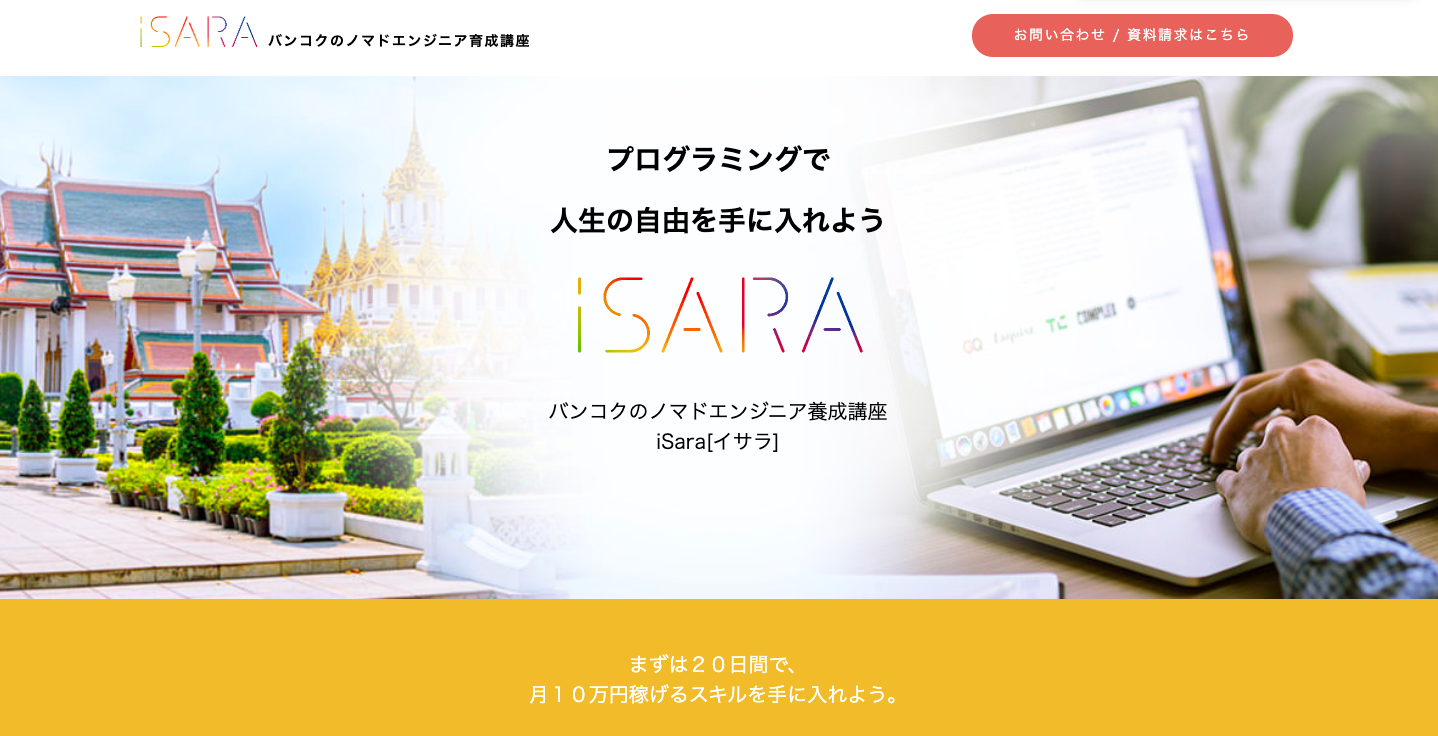 iSARA バンコクのノマドエンジニア育成講座
お問い合わせ / 資料請求はこちら
プログラミングで
人生の自由を手に入れよう
iSARA
バンコクのノマドエンジニア養成講座
iSara[イサラ]
Esquire TC COMPLEX
まずは２０日間で、
月１０万円稼げるスキルを手に入れよう。